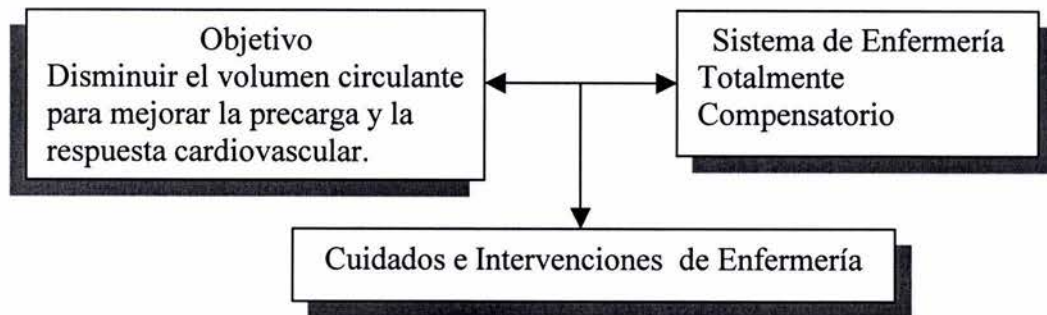 Objetivo
Disminuir el volumen circulante
para mejorar la precarga y la
respuesta cardiovascular.
Sistema de Enfermería
Totalmente
Compensatorio
Cuidados e Intervenciones de Enfermería